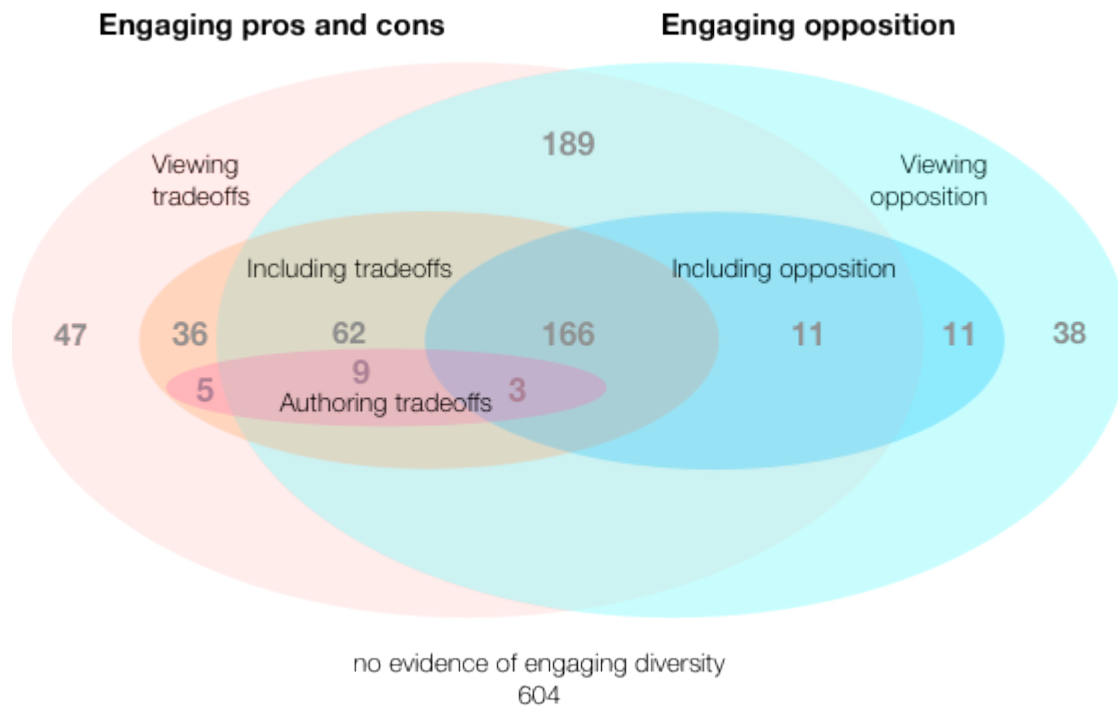 Engaging pros and cons
Engaging opposition
189
Viewing
tradeoffs
Viewing
opposition
Including tradeoffs
Including opposition
47
36
62
166
11
11
38
5
9
3
Authoring tradeoffs
no evidence of engaging diversity
604